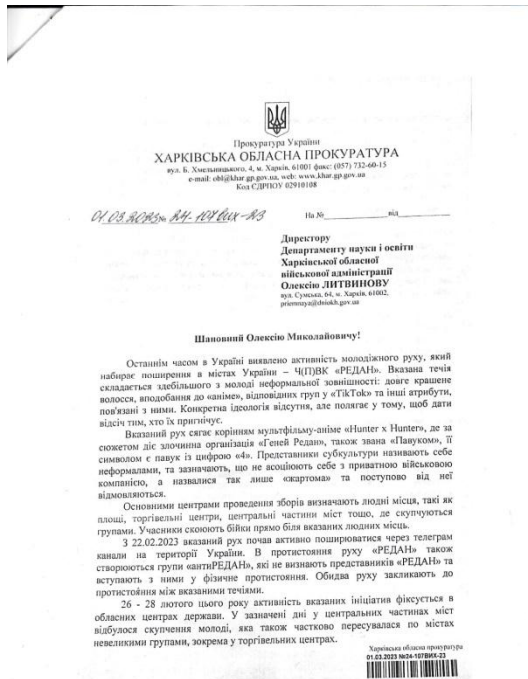 Прокуратура України
ХАРКІВСЬКА ОБЛАСНА ПРОКУРАТУРА
вул. Б. Хмельницького, 4, м. Харків, 61001 факс: (057) 732-60-15
e-mail: obl@khar.gp.gov.ua, web: www.khar.gp.gov.ua
Код ЄДРПОУ 02910108
01.03.2023 № 24-107вих-23 На № від
Директору
Департаменту науки і освіти
Харківської обласної
військової адміністрації
Олексію ЛИТВИНОВУ
вул. Сумська, 64, м. Харків, 61002,
priemnaya@dniokh.gov.ua
Шановний Олексію Миколайовичу!
Останнім часом в Україні виявлено активність молодіжного руху, який
набирає поширення в містах України – Ч(П)ВК «РЕДАН». Вказана течія
складається здебільшого з молоді неформальної зовнішності: довге крашене
волосся, вподобання до «аніме», відповідних груп у «TikTok» та інші атрибути,
пов'язані з ними. Конкретна ідеологія відсутня, але полягає у тому, щоб дати
відсіч тим, хто їх пригнічує.
Вказаний рух сягає корінням мультфільму-аніме «Hunter x Hunter», де за
сюжетом діє злочинна організація «Геней Редан», також звана «Павуком», її
символом є павук із цифрою «4». Представники субкультури називають себе
неформалами, та зазначають, що не асоціюють себе з приватною військовою
компанією, а назвалися так лише «жартома» та поступово від неї
відмовляються.
Основними центрами проведення зборів визначають людні місця, такі як
площі, торгівельні центри, центральні частини міст тощо, де скупчуються
групами. Учасники скоюють бійки прямо біля вказаних людних місць.
З 22.02.2023 вказаний рух почав активно поширюватися через телеграм
канали на території України. В протистояння руху «РЕДАН» також
створюються групи «антиРЕДАН», які не визнають представників «РЕДАН» та
вступають з ними у фізичне протистояння. Обидва руху закликають до
протистояння між вказаними течіями.
26 - 28 лютого цього року активність вказаних ініціатив фіксується в
обласних центрах держави. У зазначені дні у центральних частинах міст
відбулося скупчення молоді, яка також частково пересувалася по містах
невеликими групами, зокрема у торгівельних центрах.
Харківська обласна прокуратура
01.03.2023 №24-107ВИХ-23